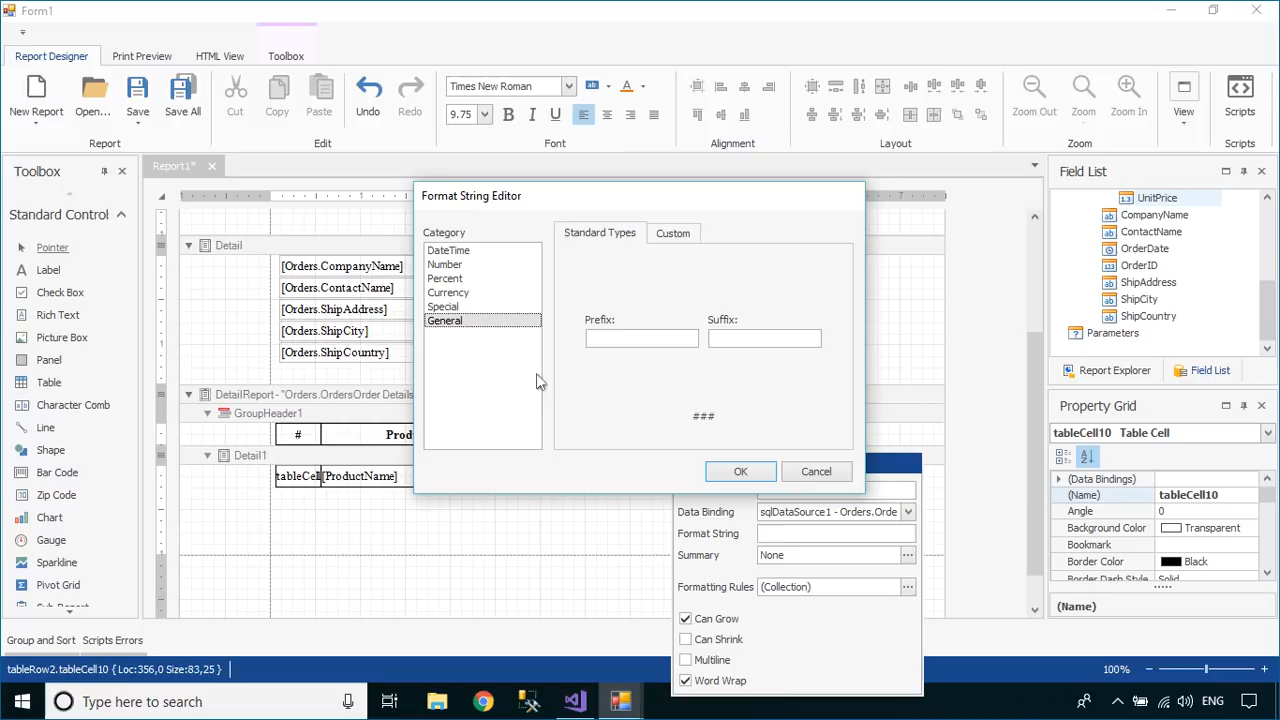 Form1
Report Designer
Print Preview
HTML View
Toolbox
New Report
Open...
Save
Save All
Cut
Copy
Paste
Undo
Redo
Times New Roman
9.75
B
I
U
Zoom Out
Zoom
Zoom In
View
Scripts
Report
Edit
Font
Alignment
Layout
Zoom
Scripts
Toolbox
Standard Control
Pointer
Label
Check Box
Rich Text
Picture Box
Panel
Table
Character Comb
Line
Shape
Bar Code
Zip Code
Chart
Gauge
Sparkline
Pivot Grid
Report1*
7
Detail
[Orders.CompanyName]
[Orders.ContactName]
[Orders.ShipAddress]
[Orders.ShipCity]
[Orders.ShipCountry]
DetailReport - "Orders.OrdersOrder Details
GroupHeader1
#
Prod
Detail1
tableCell
[ProductName]
Format String Editor
Category
DateTime
Number
Percent
Currency
Special
General
Standard Types
Custom
Prefix:
Suffix:
###
OK
Cancel
Data Binding
sqlDataSource1 - Orders.Orde
Format String
Summary
None
Formatting Rules
(Collection)
Can Grow
Can Shrink
Multiline
Word Wrap
Field List
UnitPrice
CompanyName
ContactName
OrderDate
OrderID
ShipAddress
ShipCity
ShipCountry
Parameters
Report Explorer
Field List
Property Grid
tableCell10 Table Cell
(Data Bindings)
(Name)
tableCell10
Angle
0
Background Color
Transparent
Bookmark
Border Color
Black
Border Dash Style
Solid
(Name)
Group and Sort
Scripts Errors
tableRow2.tableCell10 { Loc:356,0 Size:83,25 }
100%
Type here to search
ENG